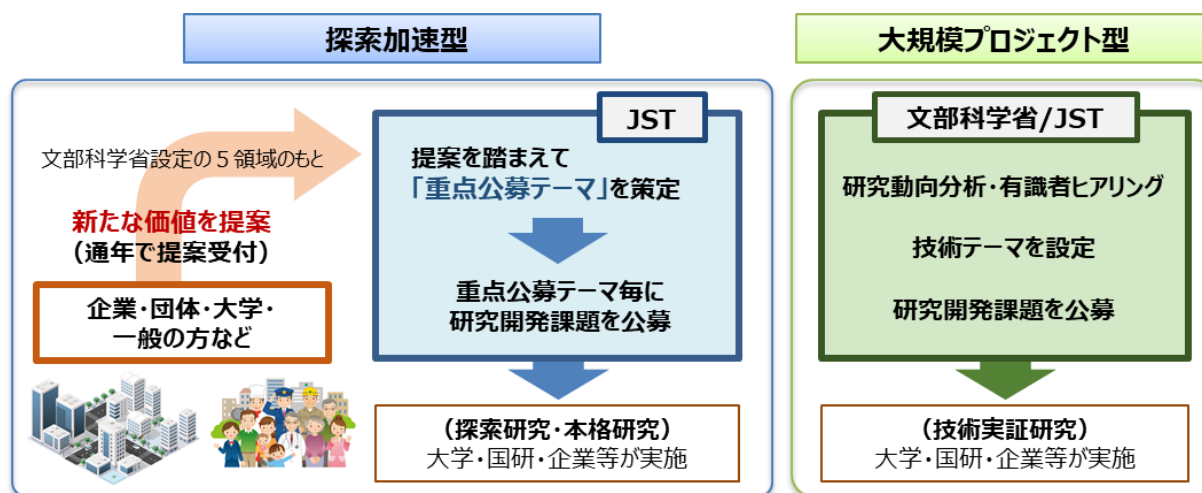 探索加速型
文部科学省設定の５領域のもと
新たな価値を提案
（通年で提案受付）
企業・団体・大学・
一般の方など
JST
提案を踏まえて
「重点公募テーマ」を策定
重点公募テーマ毎に
研究開発課題を公募
（探索研究・本格研究）
大学・国研・企業等が実施
大規模プロジェクト型
文部科学省/JST
研究動向分析・有識者ヒアリング
技術テーマを設定
研究開発課題を公募
（技術実証研究）
大学・国研・企業等が実施